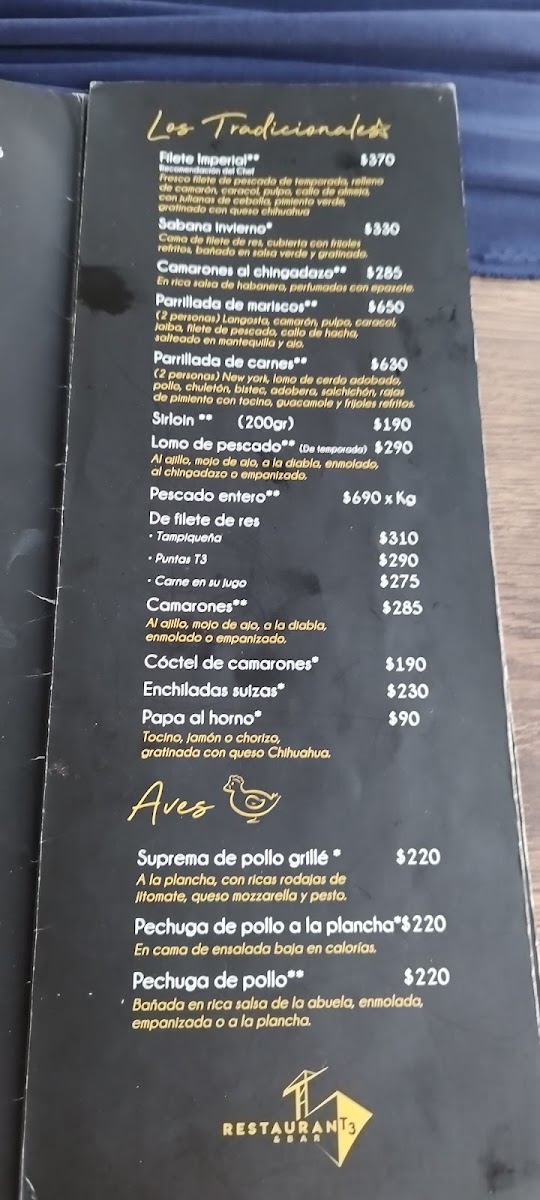 Los Tradicionales
Filete Imperial** $370
Recomendación del Chef
Fresco filete de pescado de temporada, relleno
de camarón, caracol, pulpo, callo de almeja,
con julianas de cebolla, pimiento verde,
gratinado con queso chihuahua
Sabana Invierno* $330
Cama de filete de res, cubierta con frijoles
refritos, bañado en salsa verde y gratinado.
Camarones al chingadazo** $285
En rica salsa de habanero, perfumados con epazote.
Parrillada de mariscos** $650
(2 personas) Langosta, camarón, pulpo, caracol,
jaiba, filete de pescado, callo de hacha,
salteado en mantequilla y ajo.
Parrillada de carnes** $630
(2 personas) New york, lomo de cerdo adobado,
pollo, chuletón, bistec, adobera, salchichón, rajas
de pimiento con tocino, guacamole y frijoles refritos.
Sirloin ** (200gr) $190
Lomo de pescado** (De temporada) $290
Al ajillo, mojo de ajo, a la diabla, enmolado,
al chingadazo o empanizado.
Pescado entero** $690 x Kg
De filete de res
• Tampiqueña $310
• Puntas T3 $290
• Carne en su jugo $275
Camarones** $285
Al ajillo, mojo de ajo, a la diabla,
enmolado o empanizado.
Cóctel de camarones* $190
Enchiladas suizas* $230
Papa al horno* $90
Tocino, jamón o chorizo,
gratinada con queso Chihuahua.
Aves
Suprema de pollo grillé * $220
A la plancha, con ricas rodajas de
jitomate, queso mozzarella y pesto.
Pechuga de pollo a la plancha*$220
En cama de ensalada baja en calorías.
Pechuga de pollo** $220
Bañada en rica salsa de la abuela, enmolada,
empanizada o a la plancha.
RESTAURANT3
& BAR